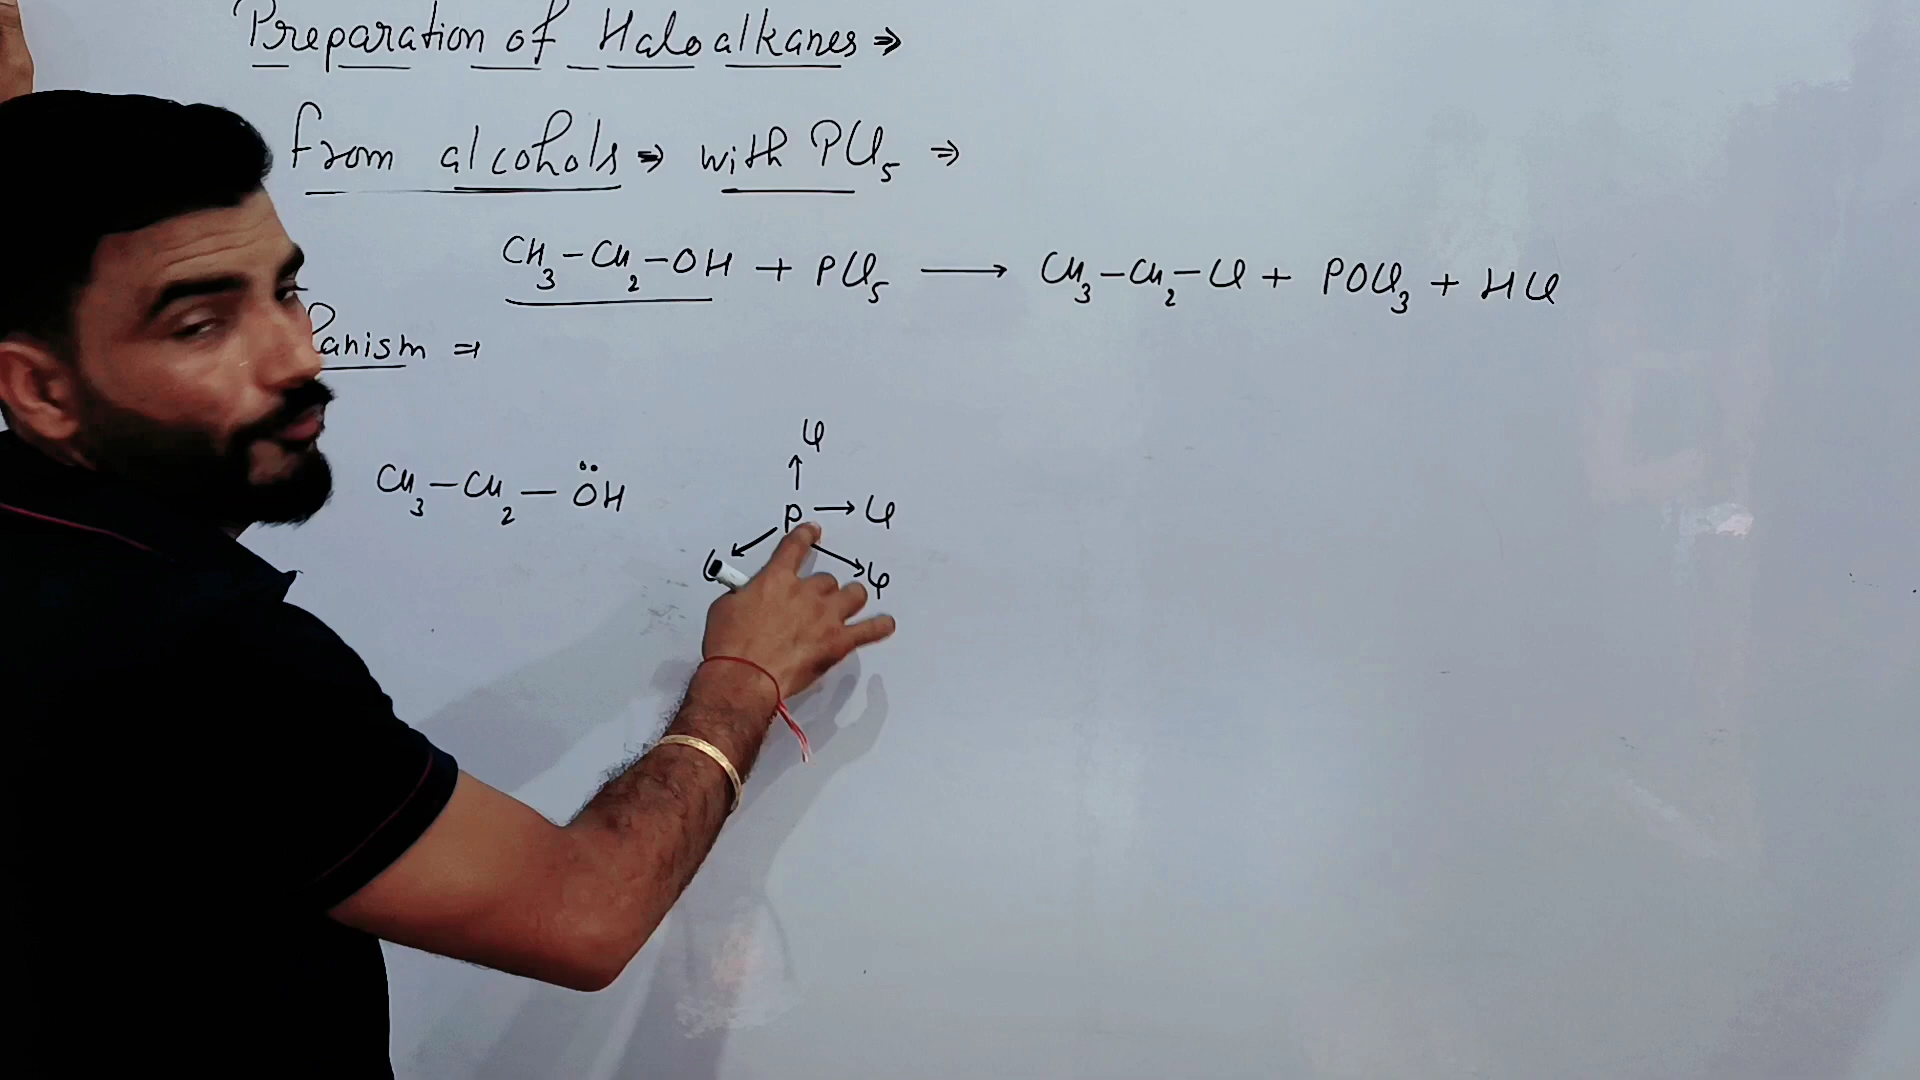 Preparation of Haloalkanes ⇒
From alcohols ⇒ with PCl₅ ⇒
CH₃-CH₂-OH + PCl₅ ⟶ CH₃-CH₂-Cl + POCl₃ + HCl
anism ⇒
Cl
CH₃-CH₂-ÖH P → Cl
Cl